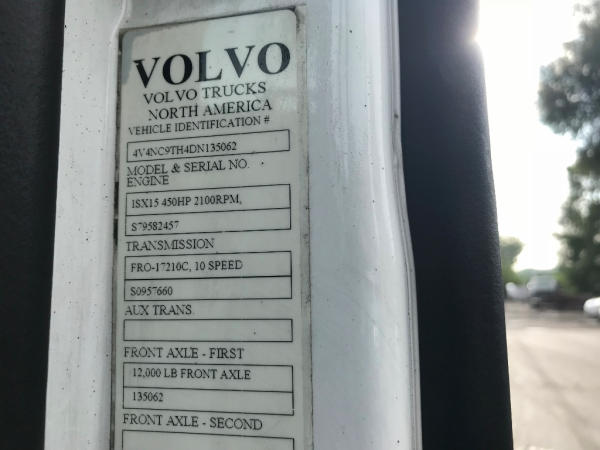 VOLVO
VOLVO TRUCKS
NORTH AMERICA
VEHICLE IDENTIFICATION #
4V4NC9TH4DN135062
MODEL & SERIAL NO.
ENGINE
ISX15 450HP 2100RPM,
S79582457
TRANSMISSION
FRO-17210C, 10 SPEED
S0957660
AUX TRANS.
FRONT AXLE - FIRST
12,000 LB FRONT AXLE
135062
FRONT AXLE - SECOND